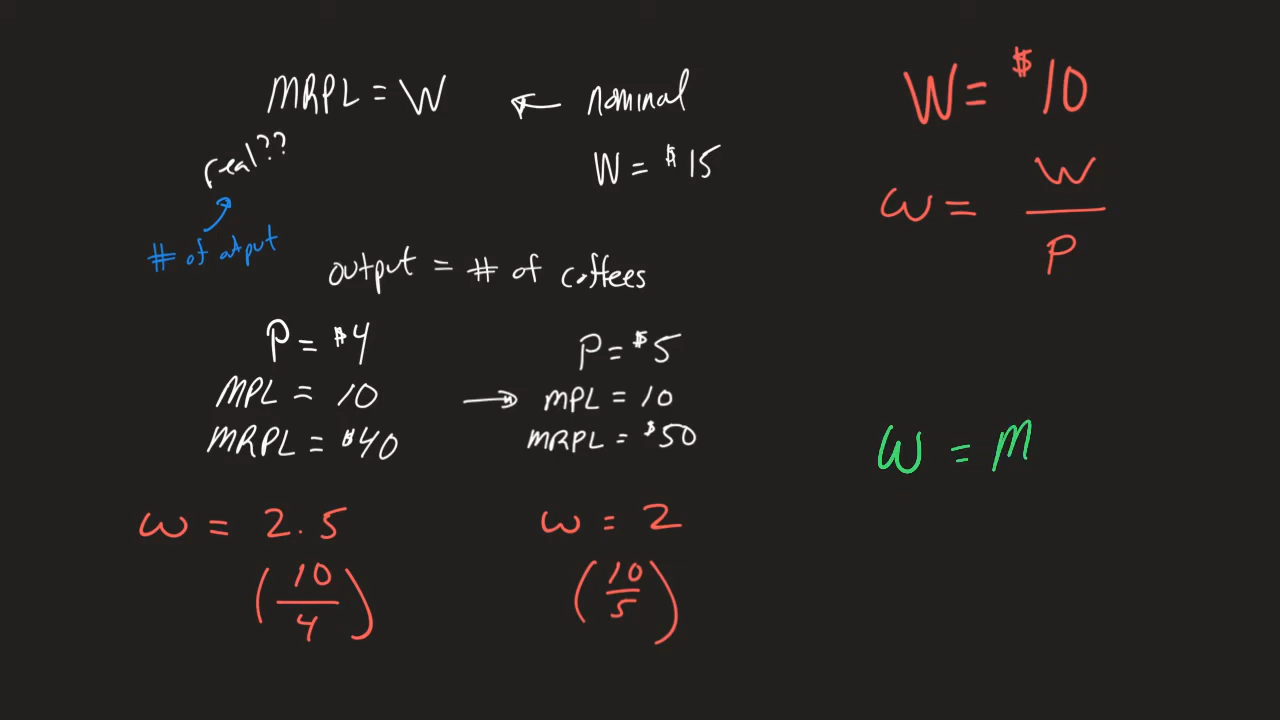 MRPL = W ← nominal
real??
W = $15
# of otput
output = # of coffees
P = $4
MPL = 10
MRPL = $40
→
P = $5
MPL = 10
MRPL = $50
w = 2.5
(10/4)
w = 2
(10/5)
W = $10
w = W/P
w = M